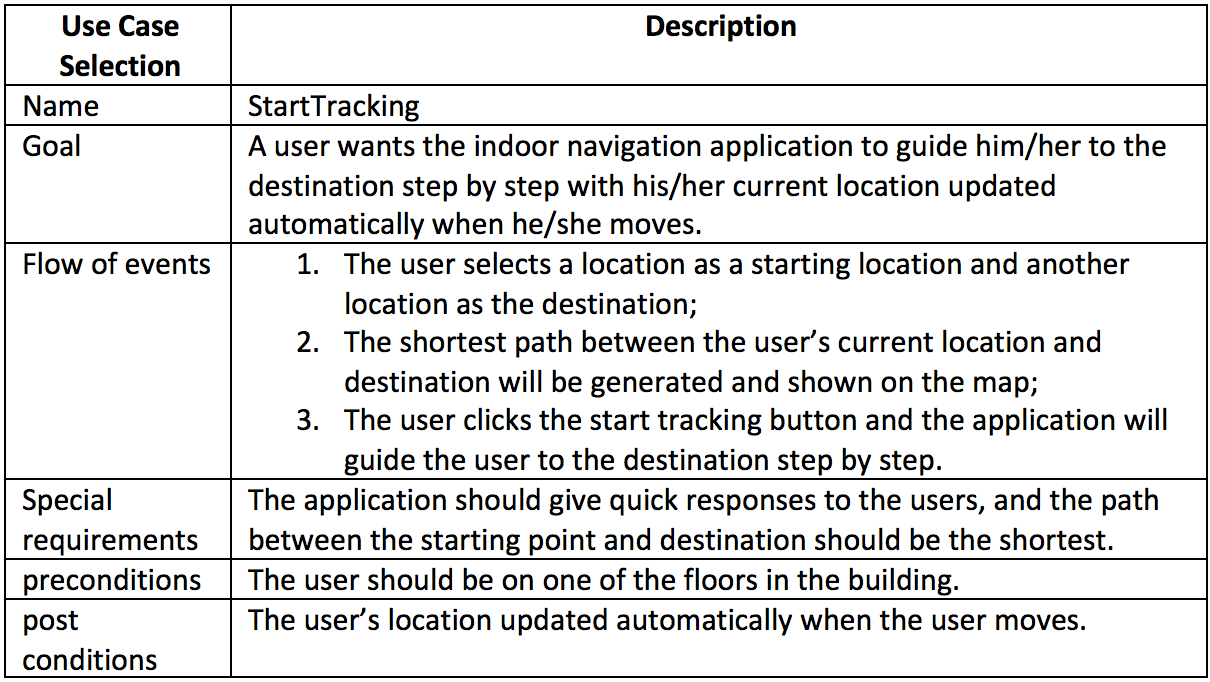 Use Case
Selection
Description
Name
StartTracking
Goal
A user wants the indoor navigation application to guide him/her to the
destination step by step with his/her current location updated
automatically when he/she moves.
Flow of events
1. The user selects a location as a starting location and another
location as the destination;
2. The shortest path between the user’s current location and
destination will be generated and shown on the map;
3. The user clicks the start tracking button and the application will
guide the user to the destination step by step.
Special
requirements
The application should give quick responses to the users, and the path
between the starting point and destination should be the shortest.
preconditions
The user should be on one of the floors in the building.
post
conditions
The user’s location updated automatically when the user moves.